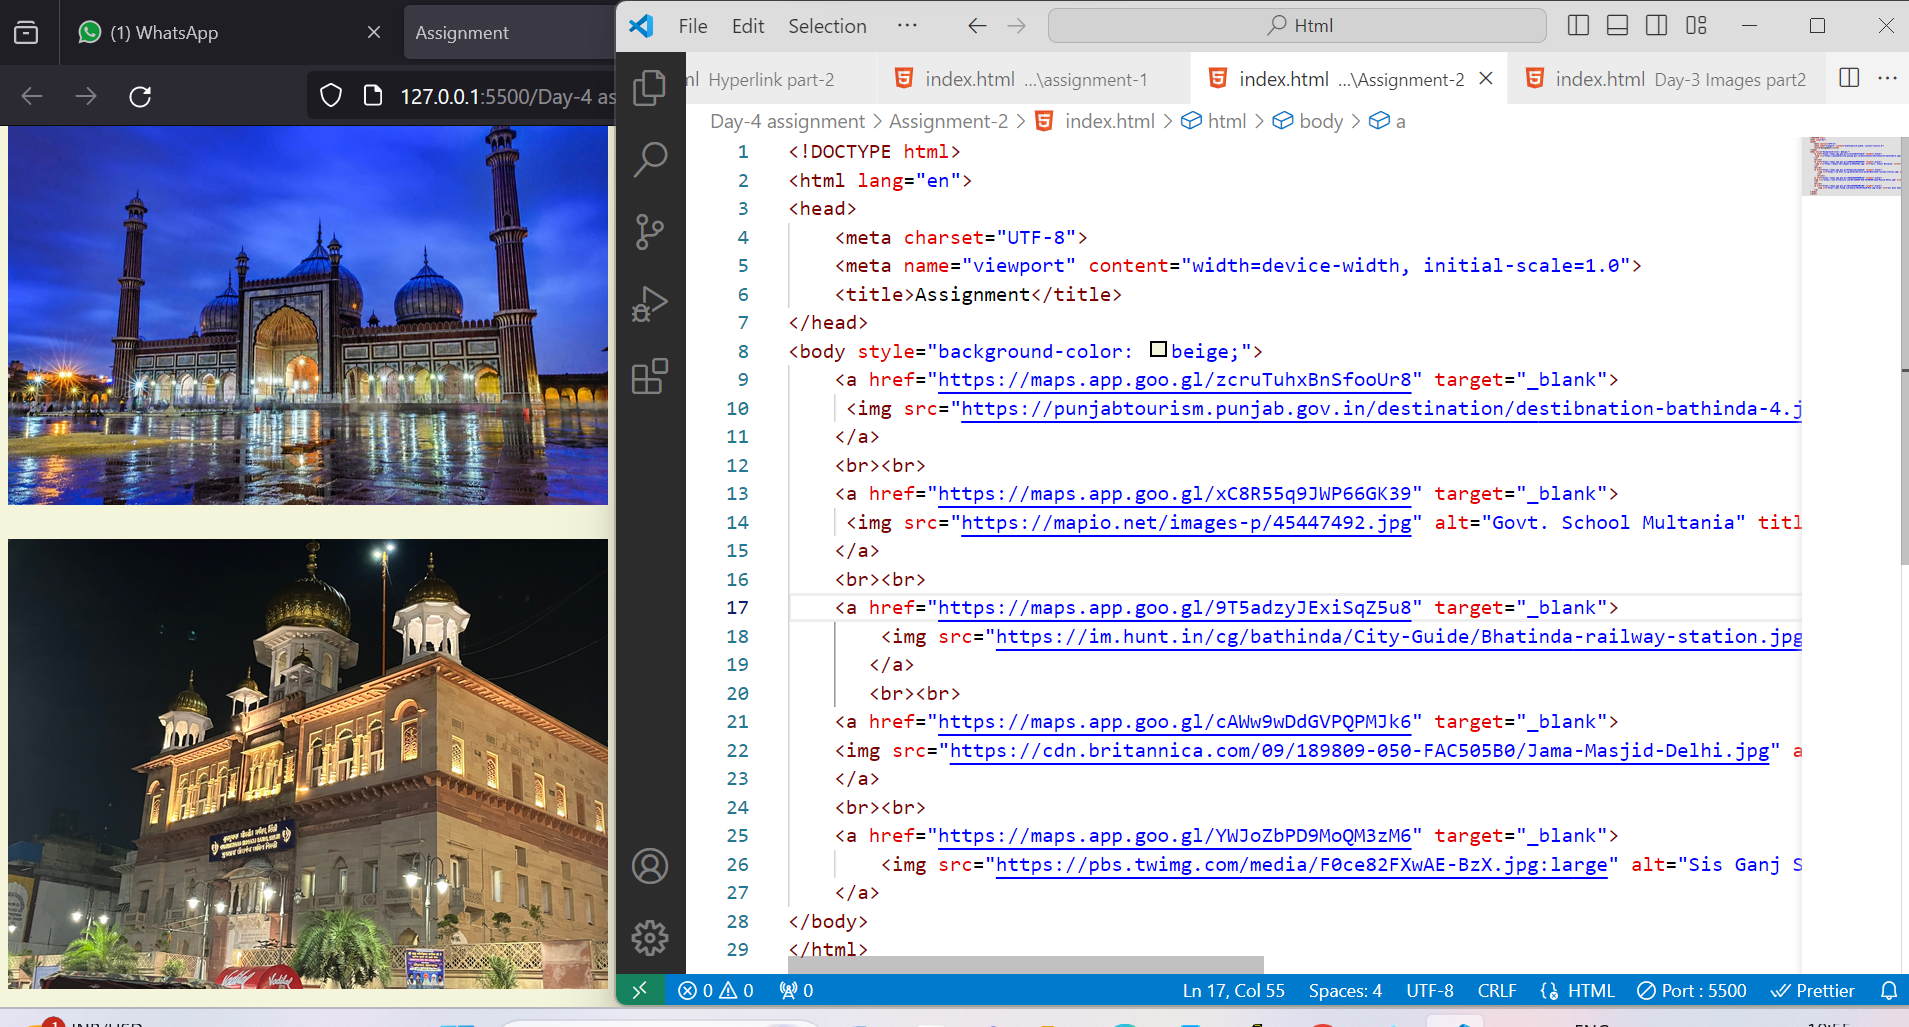 (1) WhatsApp
Assignment
127.0.0.1:5500/Day-4 as
File Edit Selection ···
Html
ml Hyperlink part-2
index.html ...\assignment-1
index.html ...\Assignment-2
index.html Day-3 Images part2
Day-4 assignment > Assignment-2 > index.html > html > body > a
1 <!DOCTYPE html>
2 <html lang="en">
3 <head>
4 <meta charset="UTF-8">
5 <meta name="viewport" content="width=device-width, initial-scale=1.0">
6 <title>Assignment</title>
7 </head>
8 <body style="background-color: beige;">
9 <a href="https://maps.app.goo.gl/zcruTuhxBnSfooUr8" target="_blank">
10 <img src="https://punjabtourism.punjab.gov.in/destination/destibnation-bathinda-4.j
11 </a>
12 <br><br>
13 <a href="https://maps.app.goo.gl/xC8R55q9JWP66GK39" target="_blank">
14 <img src="https://mapio.net/images-p/45447492.jpg" alt="Govt. School Multania" titl
15 </a>
16 <br><br>
17 <a href="https://maps.app.goo.gl/9T5adzyJExiSqZ5u8" target="_blank">
18 <img src="https://im.hunt.in/cg/bathinda/City-Guide/Bhatinda-railway-station.jpg
19 </a>
20 <br><br>
21 <a href="https://maps.app.goo.gl/cAWw9wDdGVPQPMJk6" target="_blank">
22 <img src="https://cdn.britannica.com/09/189809-050-FAC505B0/Jama-Masjid-Delhi.jpg" a
23 </a>
24 <br><br>
25 <a href="https://maps.app.goo.gl/YWJoZbPD9MoQM3zM6" target="_blank">
26 <img src="https://pbs.twimg.com/media/F0ce82FXwAE-BzX.jpg:large" alt="Sis Ganj S
27 </a>
28 </body>
29 </html>
0 0 0
Ln 17, Col 55 Spaces: 4 UTF-8 CRLF HTML Port : 5500 Prettier